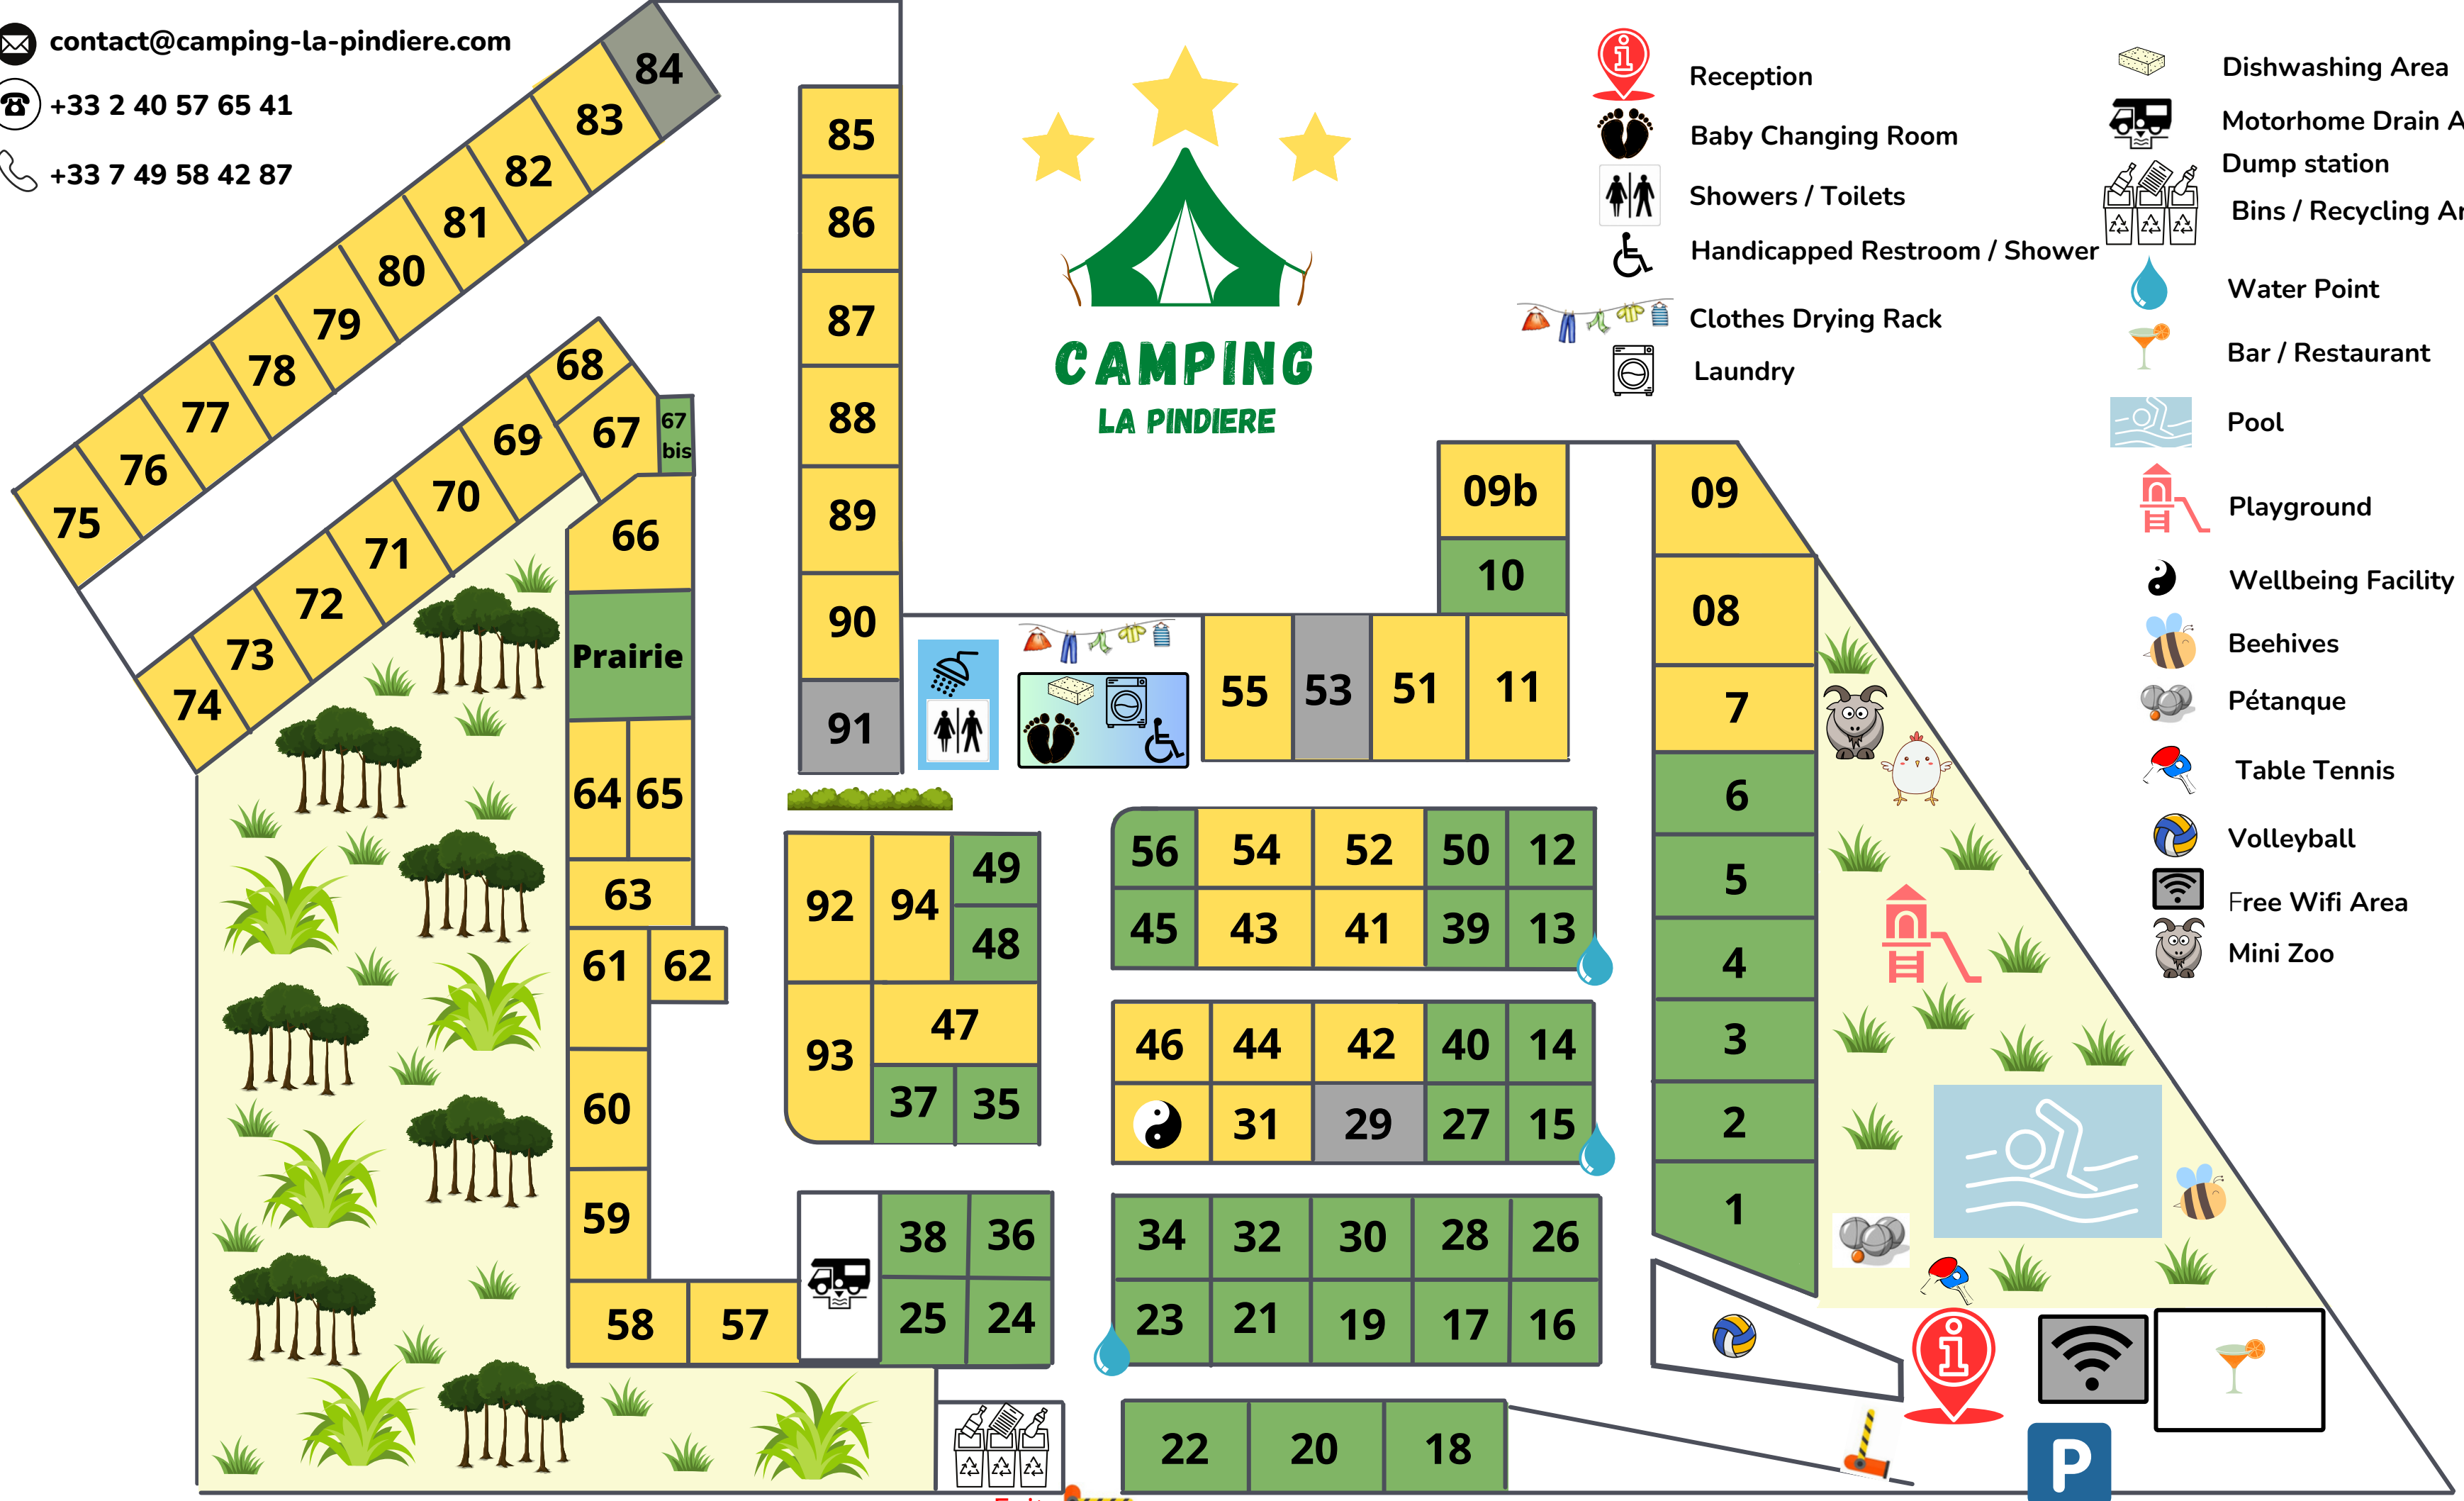 contact@camping-la-pindiere.com
+33 2 40 57 65 41
+33 7 49 58 42 87
CAMPING
LA PINDIERE
Reception
Baby Changing Room
Showers / Toilets
Handicapped Restroom / Shower
Clothes Drying Rack
Laundry
Dishwashing Area
Motorhome Drain A
Dump station
Bins / Recycling Ar
Water Point
Bar / Restaurant
Pool
Playground
Wellbeing Facility
Beehives
Pétanque
Table Tennis
Volleyball
Free Wifi Area
Mini Zoo
84
83
82
81
80
79
78
77
76
75
68
67
67
bis
69
70
71
72
73
74
66
Prairie
64 65
63
61 62
60
59
58 57
85
86
87
88
89
90
91
92 94 49
48
93 47
37 35
38 36
25 24
09b
10
55 53 51 11
56 54 52 50 12
45 43 41 39 13
46 44 42 40 14
31 29 27 15
34 32 30 28 26
23 21 19 17 16
22 20 18
09
08
7
6
5
4
3
2
1
i
i
P